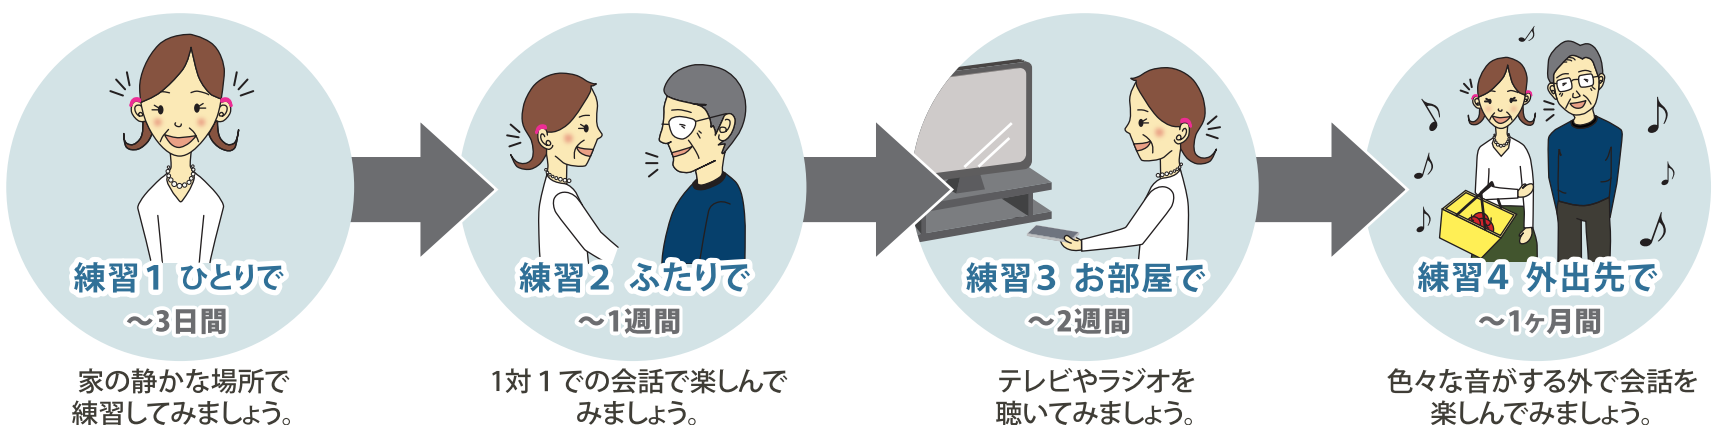 練習1 ひとりで
～3日間
家の静かな場所で
練習してみましょう。
練習2 ふたりで
～1週間
1対1での会話で楽しんで
みましょう。
練習3 お部屋で
～2週間
テレビやラジオを
聴いてみましょう。
練習4 外出先で
～1ヶ月間
色々な音がする外で会話を
楽しんでみましょう。